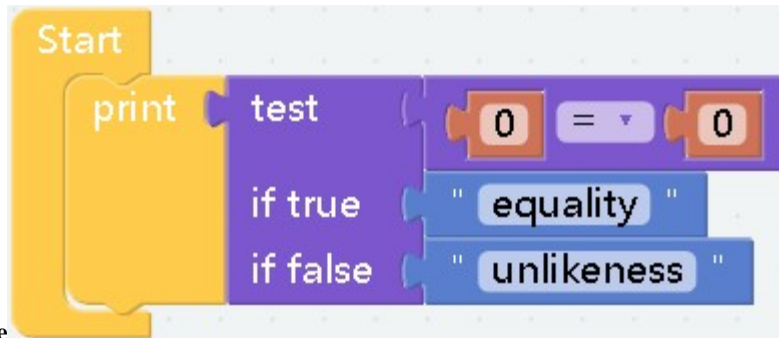 Start
print test 0 = 0
if true " equality "
if false " unlikeness "
e